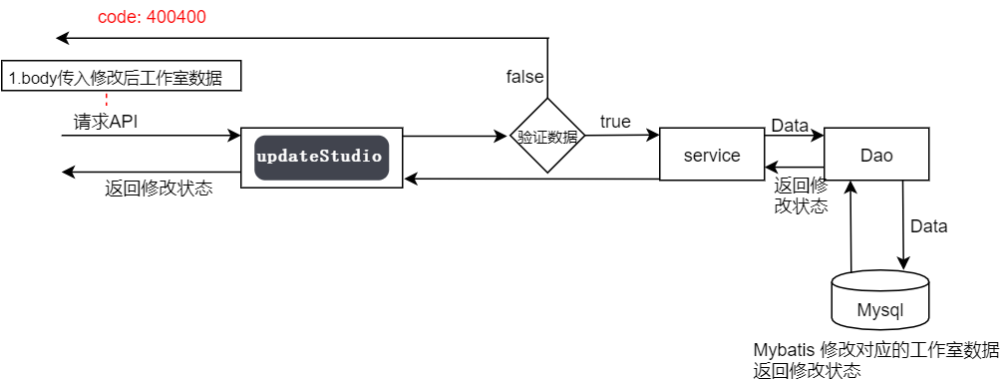 code: 400400
1.body传入修改后工作室数据
false
请求API
updateStudio
验证数据
true
service
Data
Dao
返回修改状态
返回修
改状态
Data
Mysql
Mybatis 修改对应的工作室数据
返回修改状态